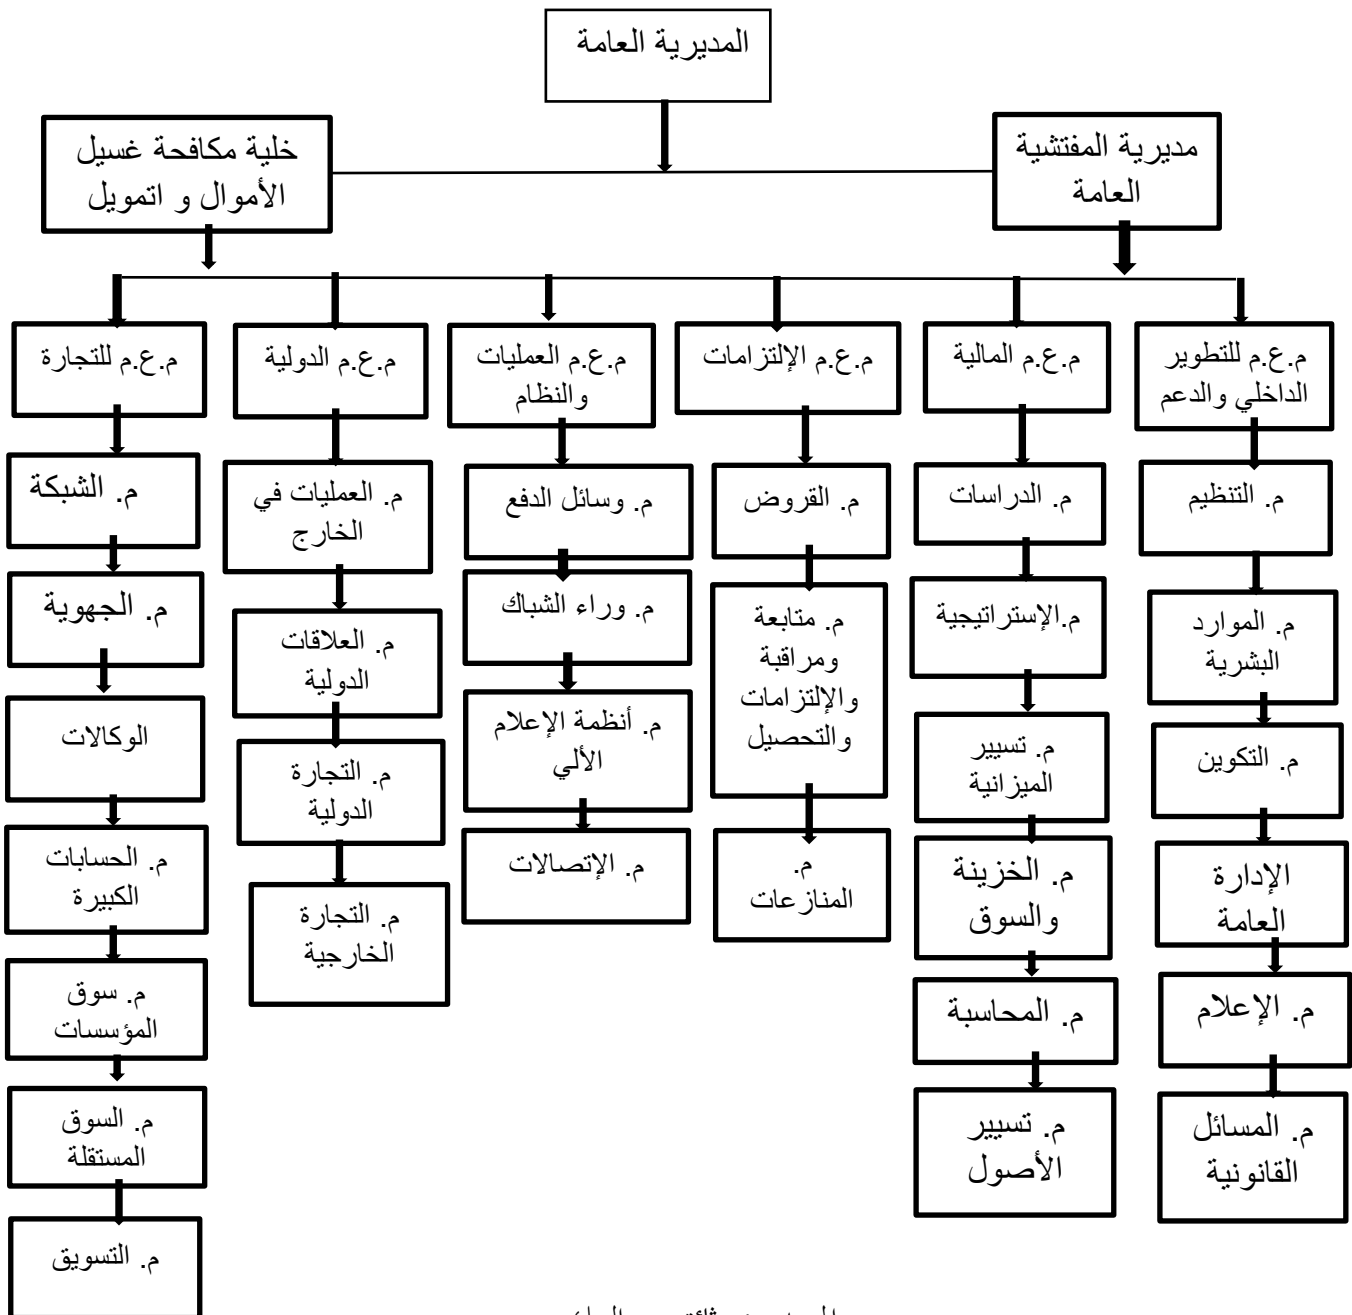 المديرية العامة
مديرية المفتشية
العامة
خلية مكافحة غسيل
الأموال و اتمويل
م.ع.م للتطوير
الداخلي والدعم
م.ع.م المالية
م.ع.م الإلتزامات
م.ع.م العمليات
والنظام
م.ع.م الدولية
م.ع.م للتجارة
م. التنظيم
م. الموارد
البشرية
م. التكوين
الإدارة
العامة
م. الإعلام
م. المسائل
القانونية
م. الدراسات
م.الإستراتيجية
م. تسيير
الميزانية
م. الخزينة
والسوق
م. المحاسبة
م. تسيير
الأصول
م. القروض
م. متابعة
ومراقبة
والإلتزامات
والتحصيل
م.
المنازعات
م. وسائل الدفع
م. وراء الشباك
م. أنظمة الإعلام
الألي
م. الإتصالات
م. العمليات في
الخارج
م. العلاقات
الدولية
م. التجارة
الدولية
م. التجارة
الخارجية
م. الشبكة
م. الجهوية
الوكالات
م. الحسابات
الكبيرة
م. سوق
المؤسسات
م. السوق
المستقلة
م. التسويق